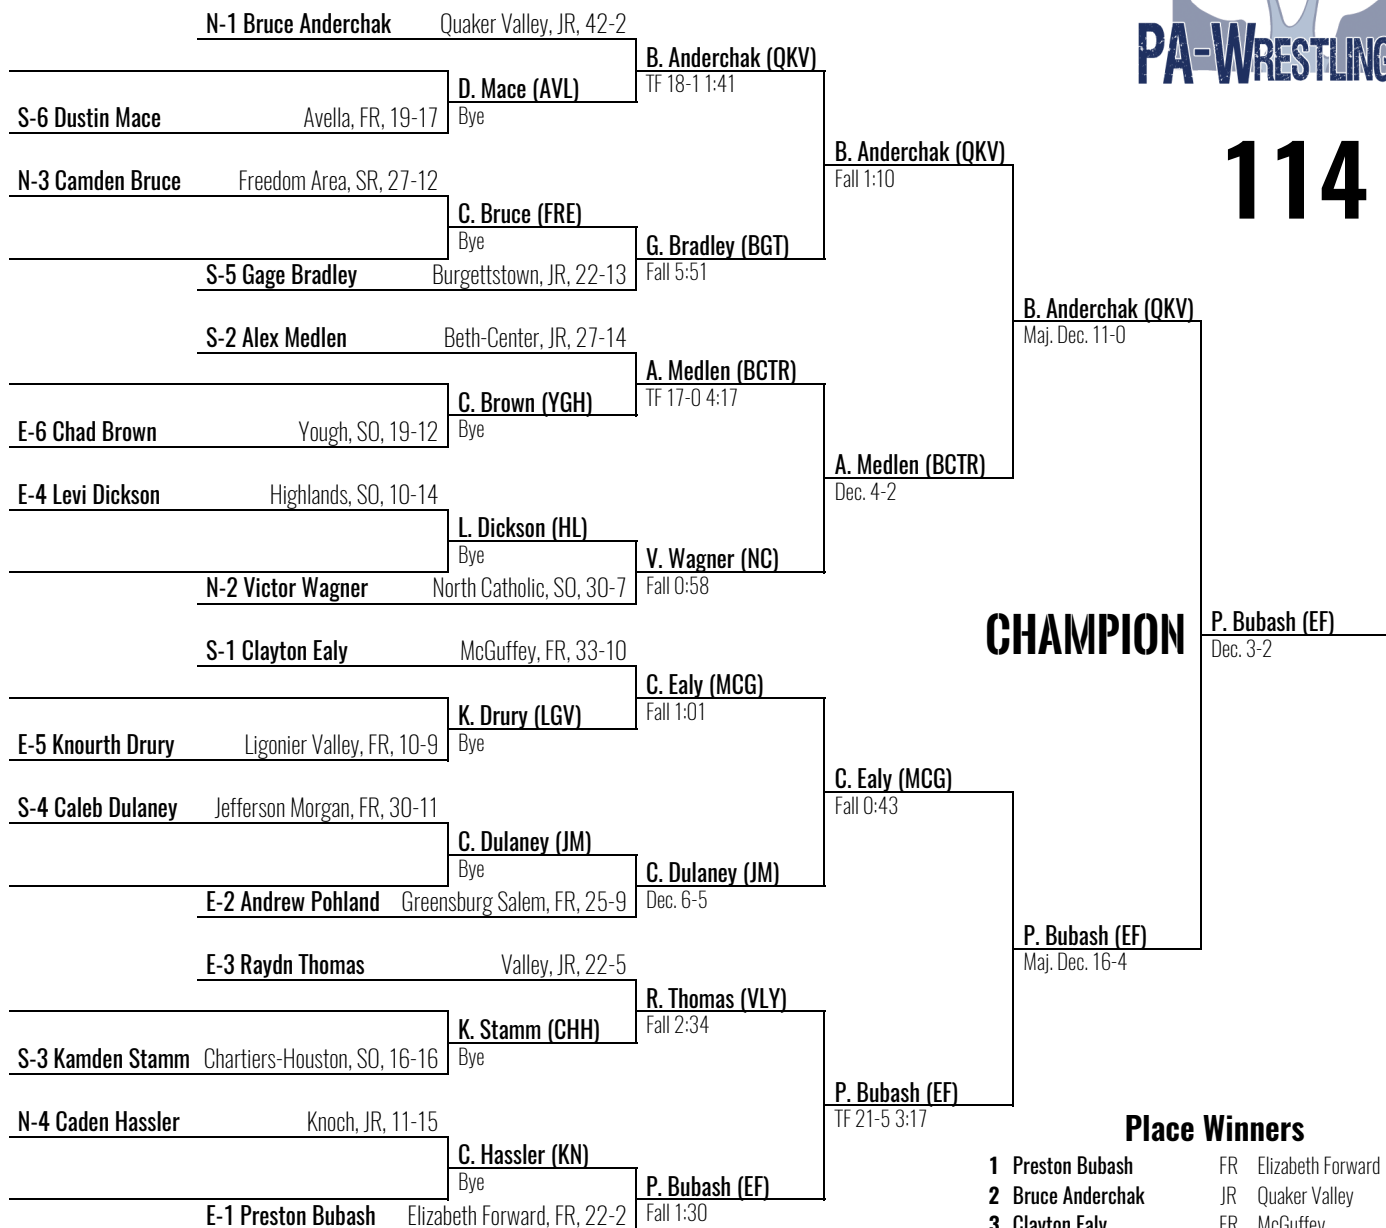 N-1 Bruce Anderchak Quaker Valley, JR, 42-2
B. Anderchak (QKV)
TF 18-1 1:41
D. Mace (AVL)
Bye
S-6 Dustin Mace Avella, FR, 19-17
B. Anderchak (QKV)
Fall 1:10
N-3 Camden Bruce Freedom Area, SR, 27-12
C. Bruce (FRE)
Bye
G. Bradley (BGT)
Fall 5:51
S-5 Gage Bradley Burgettstown, JR, 22-13
B. Anderchak (QKV)
Maj. Dec. 11-0
S-2 Alex Medlen Beth-Center, JR, 27-14
A. Medlen (BCTR)
TF 17-0 4:17
C. Brown (YGH)
Bye
E-6 Chad Brown Yough, SO, 19-12
A. Medlen (BCTR)
Dec. 4-2
E-4 Levi Dickson Highlands, SO, 10-14
L. Dickson (HL)
Bye
V. Wagner (NC)
Fall 0:58
N-2 Victor Wagner North Catholic, SO, 30-7
PA-WRESTLING
114
CHAMPION
P. Bubash (EF)
Dec. 3-2
S-1 Clayton Ealy McGuffey, FR, 33-10
C. Ealy (MCG)
Fall 1:01
K. Drury (LGV)
Bye
E-5 Knourth Drury Ligonier Valley, FR, 10-9
C. Ealy (MCG)
Fall 0:43
S-4 Caleb Dulaney Jefferson Morgan, FR, 30-11
C. Dulaney (JM)
Bye
C. Dulaney (JM)
Dec. 6-5
E-2 Andrew Pohland Greensburg Salem, FR, 25-9
P. Bubash (EF)
Maj. Dec. 16-4
E-3 Raydn Thomas Valley, JR, 22-5
R. Thomas (VLY)
Fall 2:34
K. Stamm (CHH)
Bye
S-3 Kamden Stamm Chartiers-Houston, SO, 16-16
P. Bubash (EF)
TF 21-5 3:17
N-4 Caden Hassler Knoch, JR, 11-15
C. Hassler (KN)
Bye
P. Bubash (EF)
Fall 1:30
E-1 Preston Bubash Elizabeth Forward, FR, 22-2
Place Winners
1 Preston Bubash FR Elizabeth Forward
2 Bruce Anderchak JR Quaker Valley
3 Clayton Ealy FR McGuffey